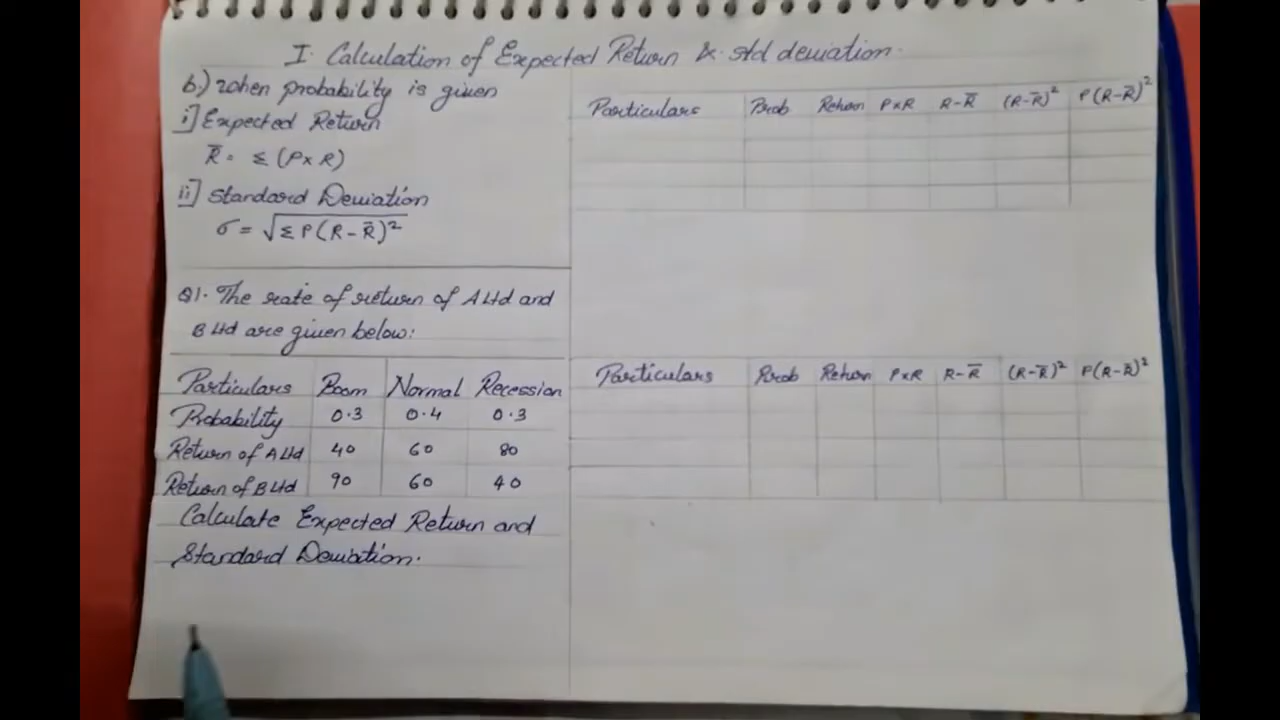 I. Calculation of Expected Return & Std deviation.
b.) When probability is given
i] Expected Return
R̅ = Σ (P×R)
ii] Standard Deviation
σ = √Σ P(R-R̅)²
Q1. The rate of return of A Ltd and
B Ltd are given below:
Particulars Boom Normal Recession
Probability 0.3 0.4 0.3
Return of A Ltd 40 60 80
Return of B Ltd 90 60 40
Calculate Expected Return and
Standard Deviation.
Particulars Prob Return P×R R-R̅ (R-R̅)² P(R-R̅)²
Particulars Prob Return P×R R-R̅ (R-R̅)² P(R-R̅)²